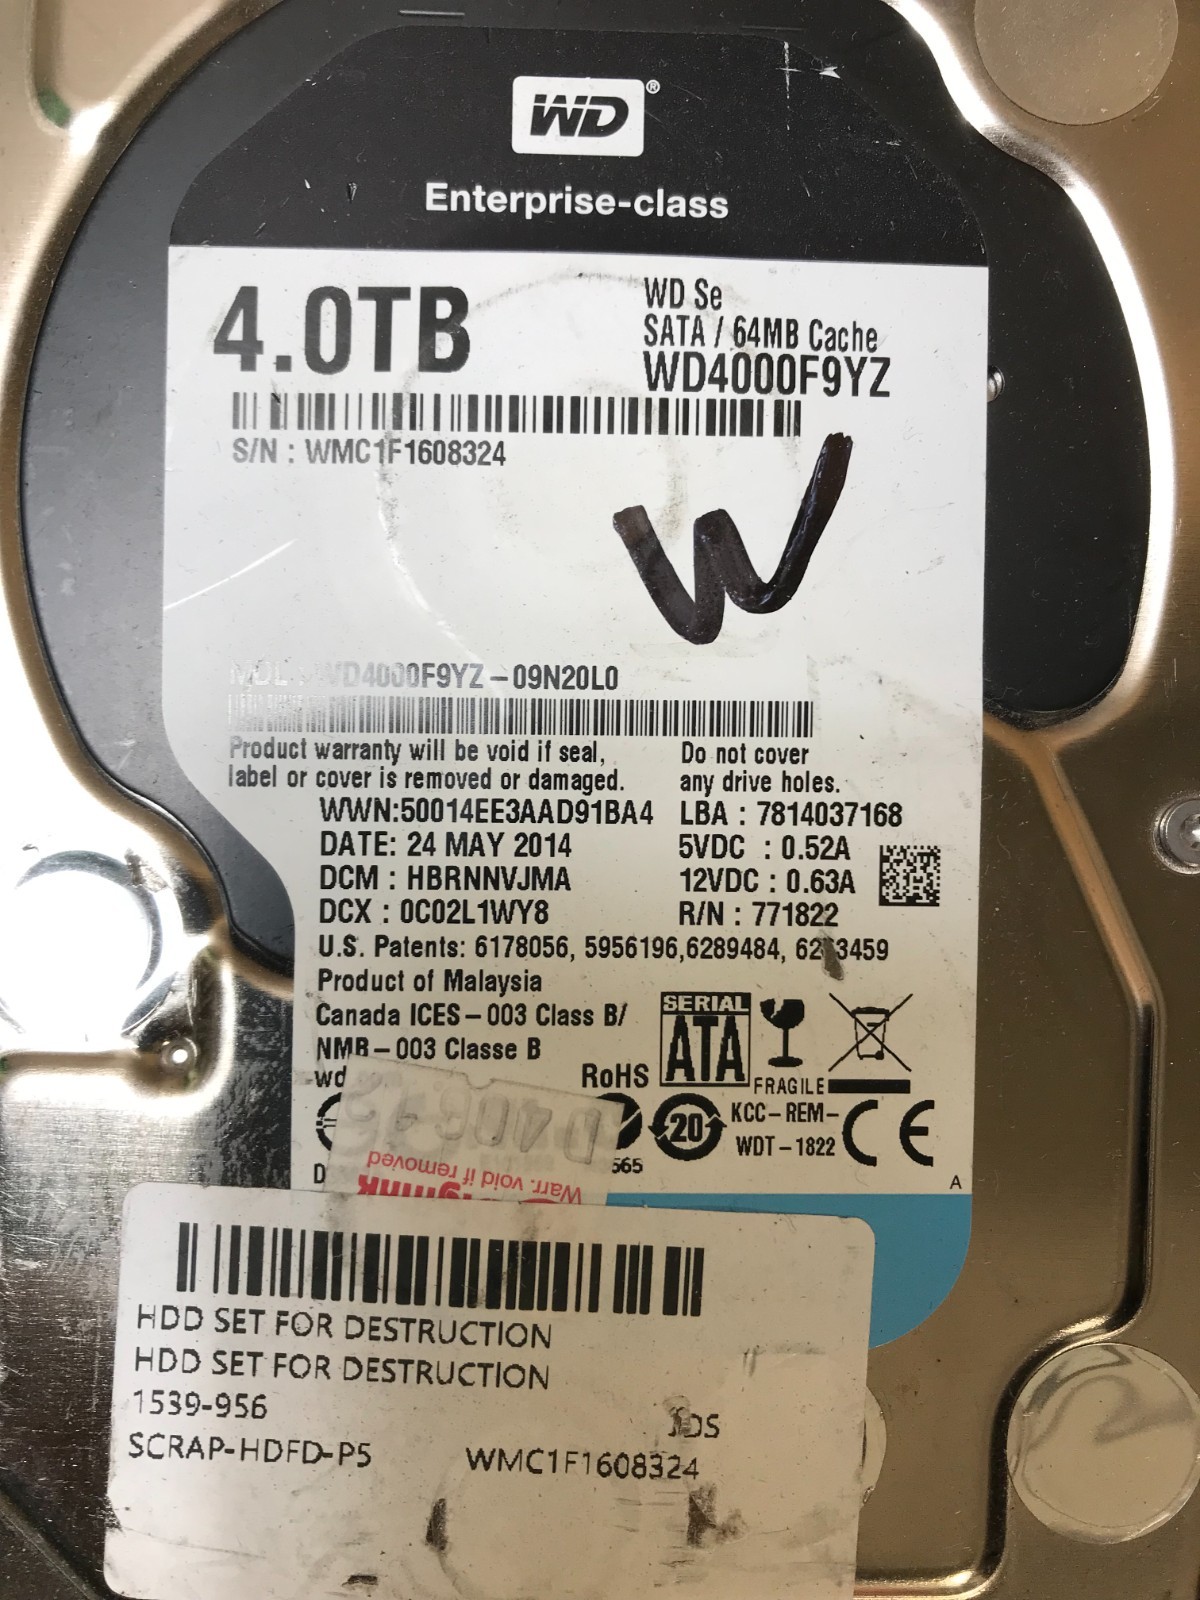 WD®
Enterprise-class
4.0TB
WD Se
SATA / 64MB Cache
WD4000F9YZ
S/N : WMC1F1608324
W
MDL: WD4000F9YZ-09N20L0
Product warranty will be void if seal,
label or cover is removed or damaged.
Do not cover
any drive holes.
WWN:50014EE3AAD91BA4
LBA : 7814037168
DATE: 24 MAY 2014
5VDC : 0.52A
DCM : HBRNNVJMA
12VDC : 0.63A
DCX : 0C02L1WY8
R/N : 771822
U.S. Patents: 6178056, 5956196,6289484,
Product of Malaysia
Canada ICES-003 Class B/
NMB-003 Classe B
RoHS
SERIAL
ATA
FRAGILE
20
KCC-REM-
WDT-1822
CE
565
A
Warr. void if removed
HDD SET FOR DESTRUCTION
HDD SET FOR DESTRUCTION
1539-956
SCRAP-HDFD-P5
WMC1F1608324